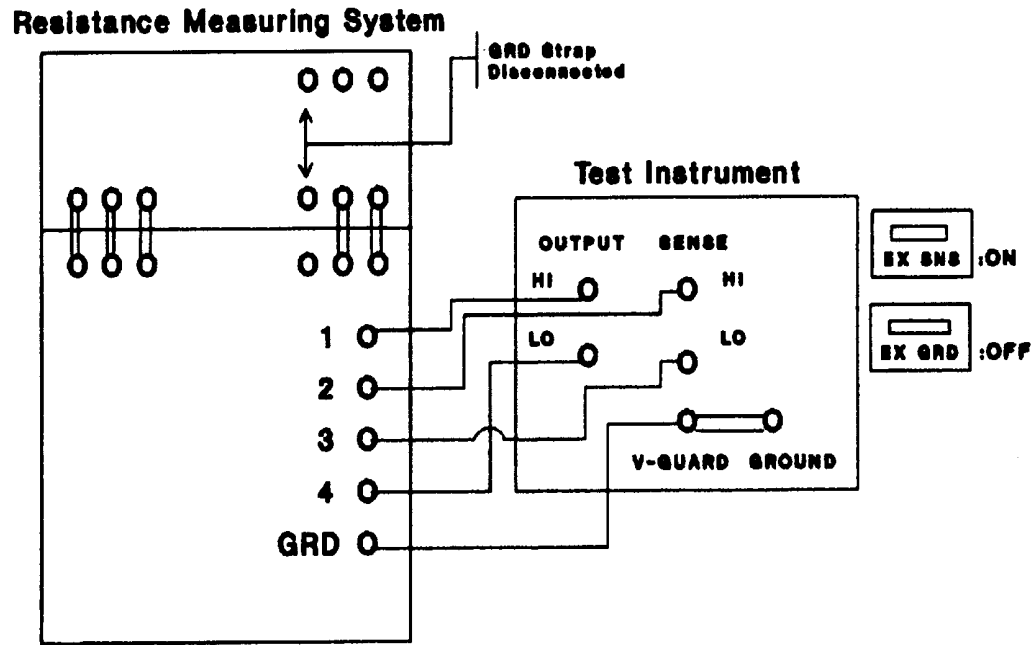 Resistance Measuring System
GRD Strap
Disconnected
Test Instrument
OUTPUT SENSE
HI HI
LO LO
V-GUARD GROUND
EX SNS :ON
EX GRD :OFF
1
2
3
4
GRD